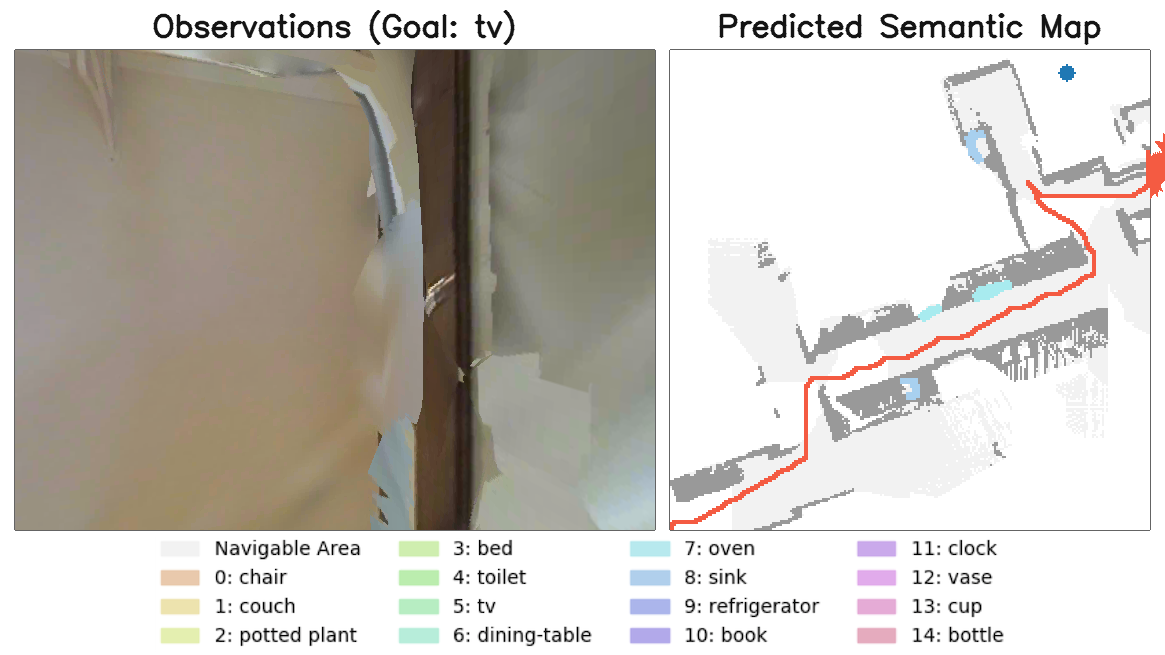 Observations (Goal: tv)
Predicted Semantic Map
Navigable Area
0: chair
1: couch
2: potted plant
3: bed
4: toilet
5: tv
6: dining-table
7: oven
8: sink
9: refrigerator
10: book
11: clock
12: vase
13: cup
14: bottle